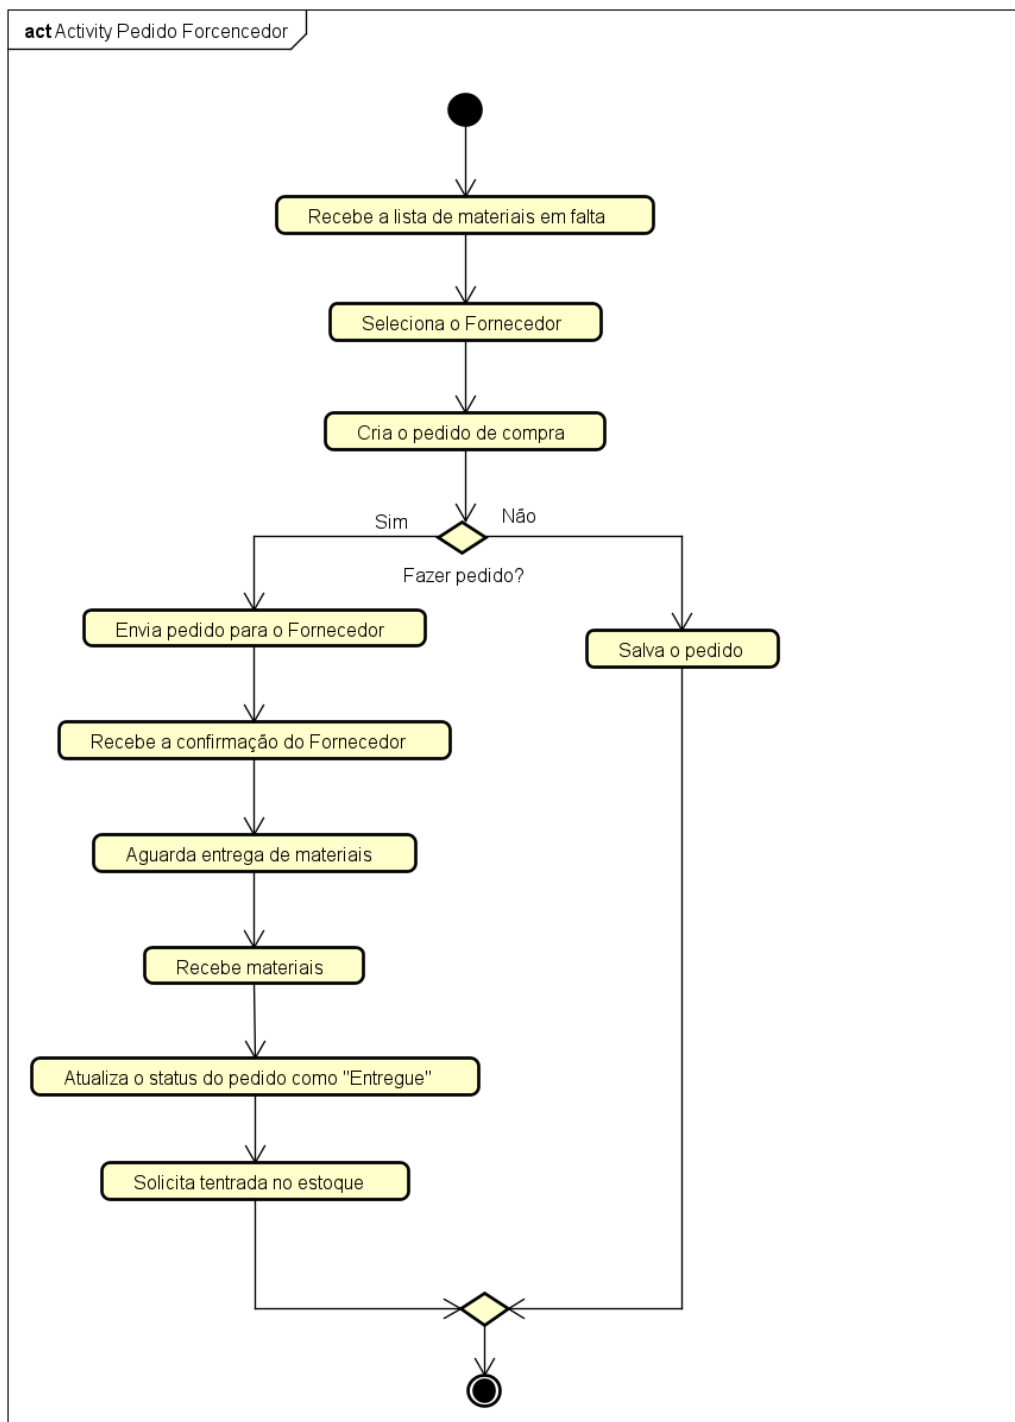 act Activity Pedido Forcencedor
Recebe a lista de materiais em falta
Seleciona o Fornecedor
Cria o pedido de compra
Sim
Não
Fazer pedido?
Envia pedido para o Fornecedor
Salva o pedido
Recebe a confirmação do Fornecedor
Aguarda entrega de materiais
Recebe materiais
Atualiza o status do pedido como "Entregue"
Solicita tentrada no estoque